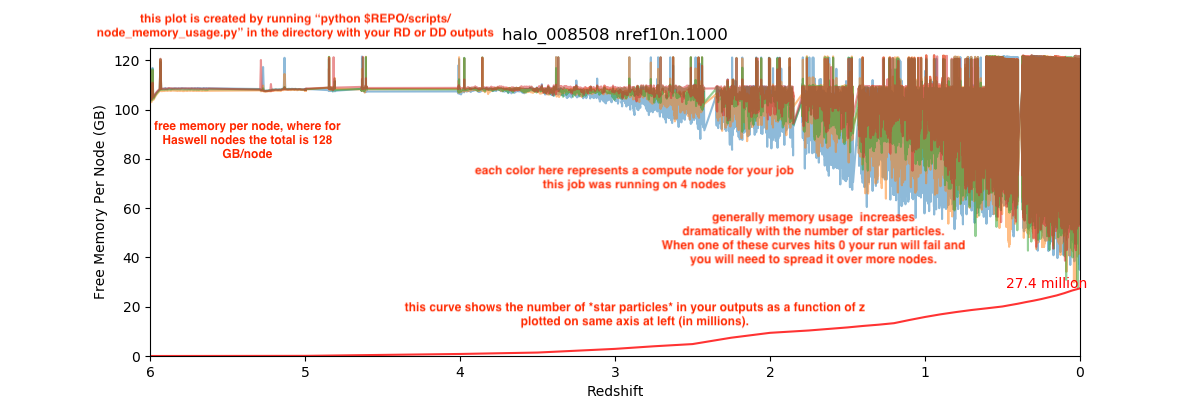 this plot is created by running “python $REPO/scripts/
node_memory_usage.py” in the directory with your RD or DD outputs
halo_008508 nref10n.1000
120
100
80
60
40
20
0
Free Memory Per Node (GB)
free memory per node, where for
Haswell nodes the total is 128
GB/node
each color here represents a compute node for your job
this job was running on 4 nodes
generally memory usage  increases
dramatically with the number of star particles.
When one of these curves hits 0 your run will fail and
you will need to spread it over more nodes.
27.4 million
this curve shows the number of *star particles* in your outputs as a function of z
plotted on same axis at left (in millions).
6 5 4 3 2 1 0
Redshift